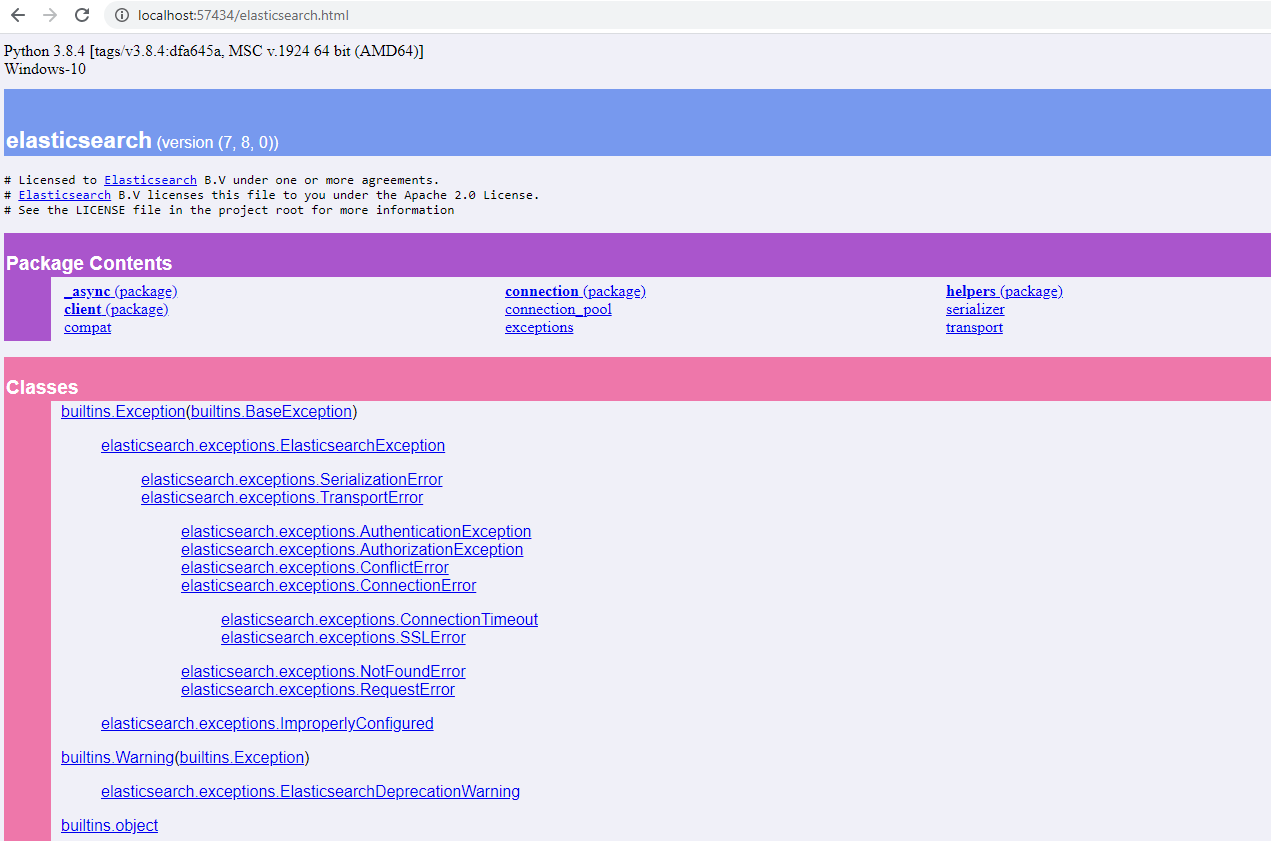 localhost:57434/elasticsearch.html
Python 3.8.4 [tags/v3.8.4:dfa645a, MSC v.1924 64 bit (AMD64)]
Windows-10
elasticsearch (version (7, 8, 0))
# Licensed to Elasticsearch B.V under one or more agreements.
# Elasticsearch B.V licenses this file to you under the Apache 2.0 License.
# See the LICENSE file in the project root for more information
Package Contents
_async (package) connection (package) helpers (package)
client (package) connection_pool serializer
compat exceptions transport
Classes
builtins.Exception(builtins.BaseException)
elasticsearch.exceptions.ElasticsearchException
elasticsearch.exceptions.SerializationError
elasticsearch.exceptions.TransportError
elasticsearch.exceptions.AuthenticationException
elasticsearch.exceptions.AuthorizationException
elasticsearch.exceptions.ConflictError
elasticsearch.exceptions.ConnectionError
elasticsearch.exceptions.ConnectionTimeout
elasticsearch.exceptions.SSLError
elasticsearch.exceptions.NotFoundError
elasticsearch.exceptions.RequestError
elasticsearch.exceptions.ImproperlyConfigured
builtins.Warning(builtins.Exception)
elasticsearch.exceptions.ElasticsearchDeprecationWarning
builtins.object